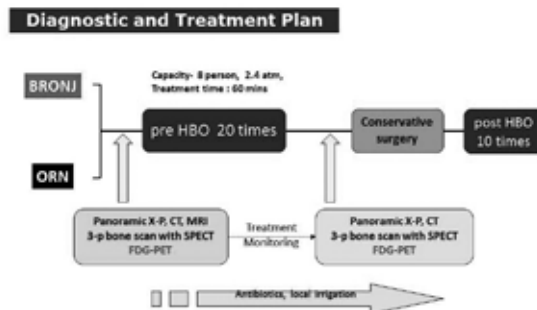 Diagnostic and Treatment Plan
BRONJ
Capacity- 8 person, 2.4 atm,
Treatment time : 60 mins
pre HBO 20 times
Conservative
surgery
post HBO
10 times
ORN
Panoramic X-P, CT, MRI
3-p bone scan with SPECT
FDG-PET
Treatment
Monitoring
Panoramic X-P, CT
3-p bone scan with SPECT
FDG-PET
Antibiotics, local irrigation